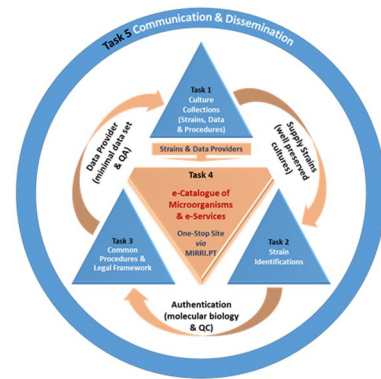 Task 5 Communication & Dissemination
Task 1
Culture
Collections
(Strains, Data
& Procedures)
Data Provider
(minimal data set
& QA)
Supply Strains
(well preserved
cultures)
Strains & Data Providers
Task 4
e-Catalogue of
Microorganisms
& e-Services
One-Stop Site
via
MIRRI.PT
Task 3
Common
Procedures &
Legal Framework
Task 2
Strain
Identifications
Authentication
(molecular biology
& QC)